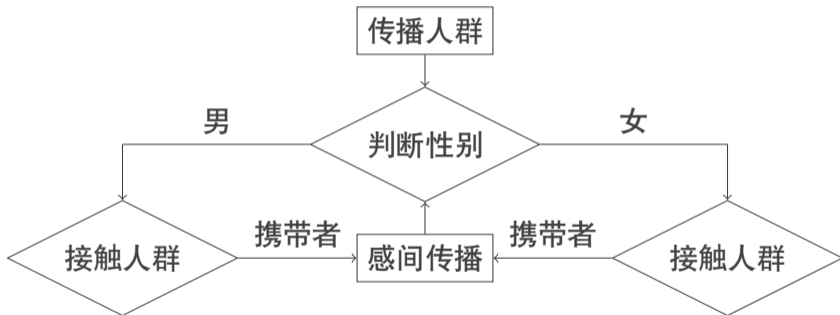 传播人群
男
判断性别
女
接触人群
携带者
感间传播
携带者
接触人群